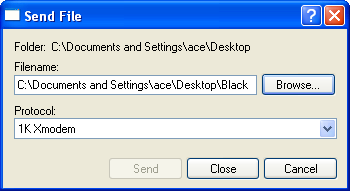 Send File
Folder: C:\Documents and Settings\ace\Desktop
Filename:
C:\Documents and Settings\ace\Desktop\Black
Browse...
Protocol:
1K Xmodem
Send
Close
Cancel